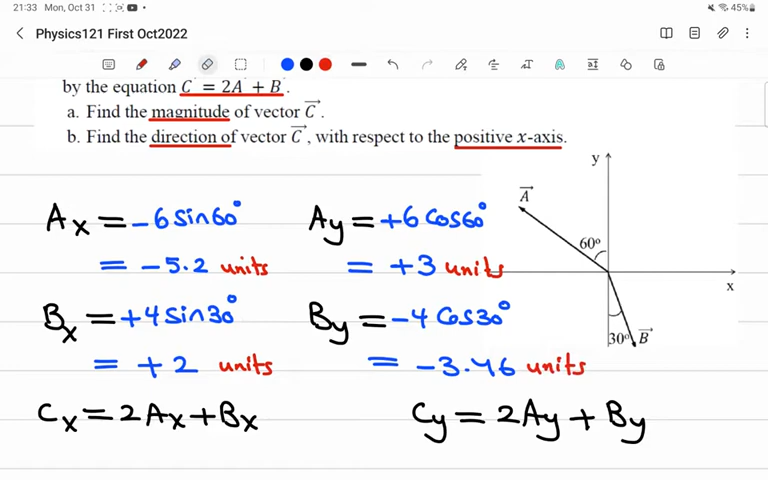 21:33 Mon, Oct 31
45%
Physics121 First Oct2022
by the equation C = 2A + B .
a. Find the magnitude of vector C⃗ .
b. Find the direction of vector C⃗ , with respect to the positive x-axis.
y
A⃗
60°
x
30° B⃗
Ax = -6 sin60° Ay = +6 cos60°
= -5.2 units = +3 units
Bx = +4 sin30° By = -4 Cos30°
= +2 units = -3.46 units
Cx = 2Ax + Bx Cy = 2Ay + By